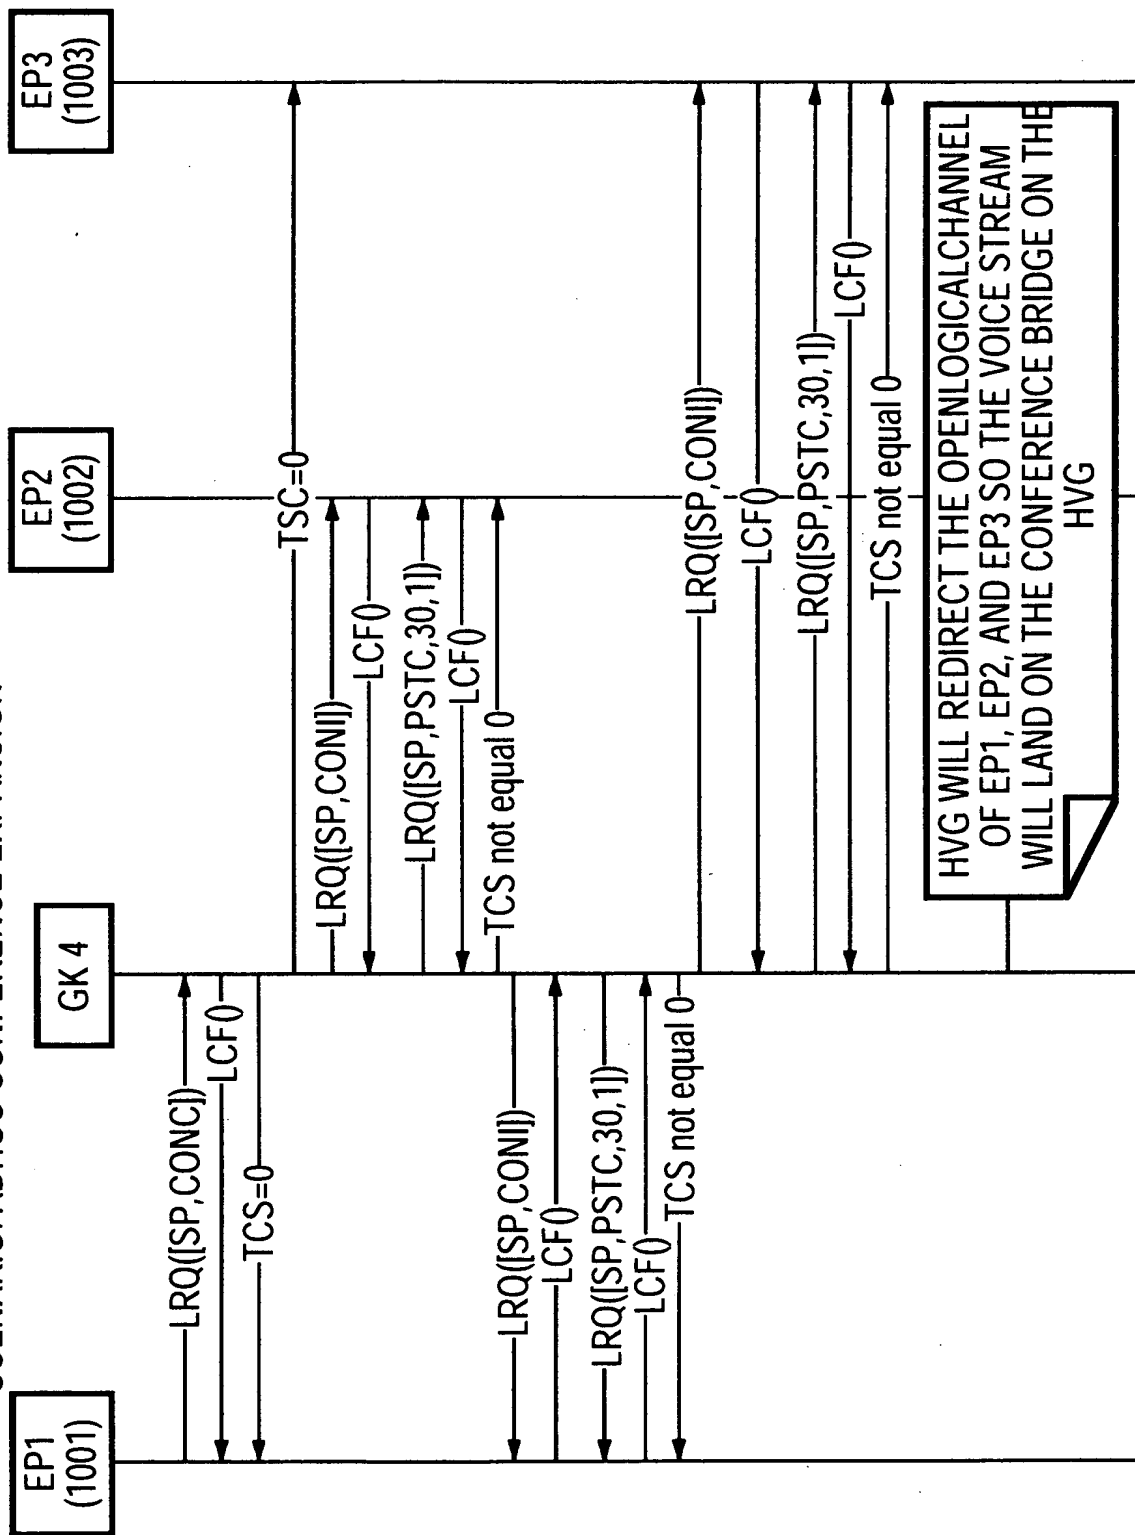 EP1
(1001)
GK 4
EP2
(1002)
EP3
(1003)
LRQ([SP,CONC])
LCF()
TCS=0
TSC=0
LRQ([SP,CONI])
LCF()
LRQ([SP,PSTC,30,1])
LCF()
TCS not equal 0
LRQ([SP,CONI])
LCF()
LRQ([SP,PSTC,30,1])
LCF()
TCS not equal 0
LRQ([SP,CONI])
LCF()
LRQ([SP,PSTC,30,1])
LCF()
TCS not equal 0
HVG WILL REDIRECT THE OPENLOGICALCHANNEL
OF EP1, EP2, AND EP3 SO THE VOICE STREAM
WILL LAND ON THE CONFERENCE BRIDGE ON THE
HVG